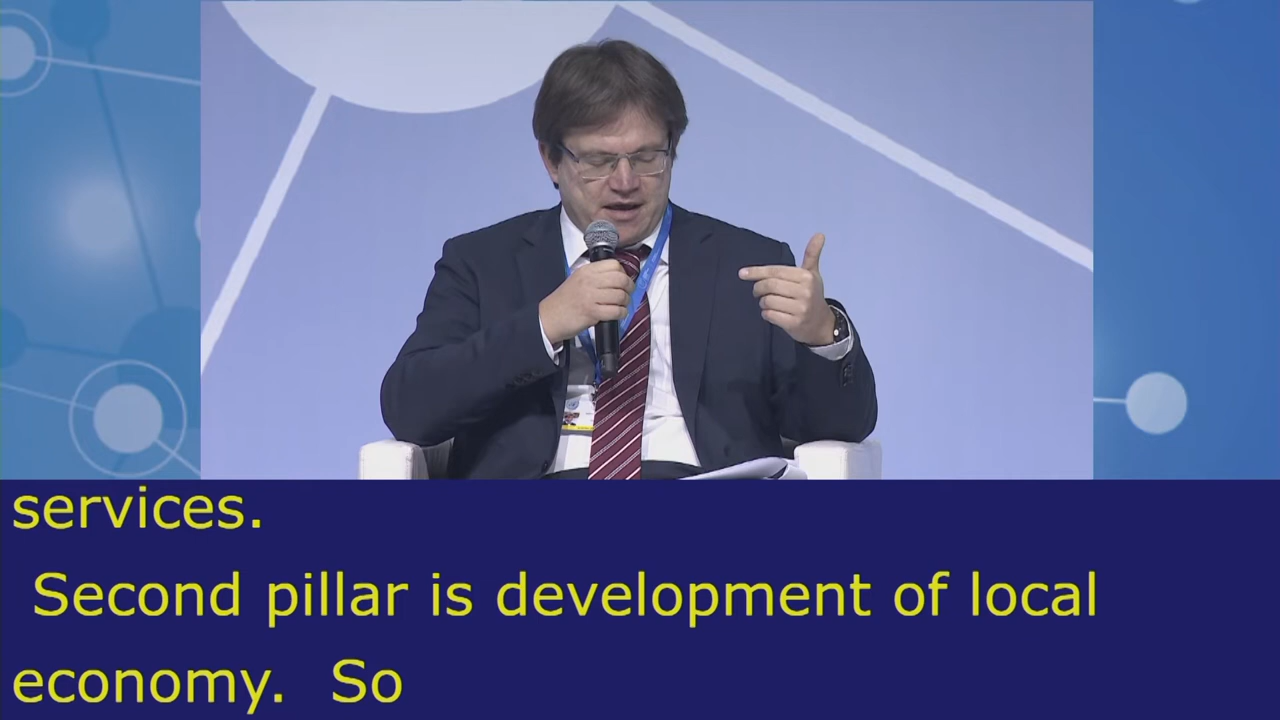 services.
Second pillar is development of local
economy.  So